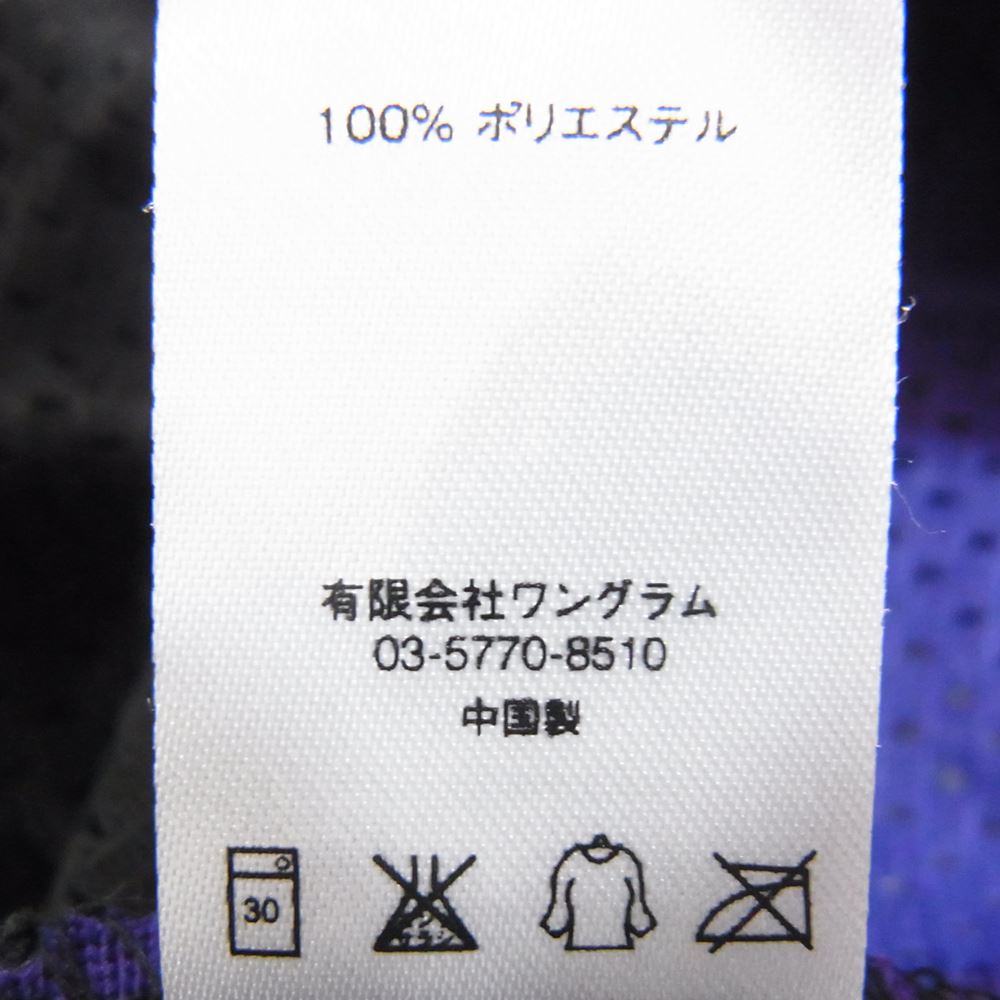 100% ポリエステル
有限会社ワングラム
03-5770-8510
中国製
30